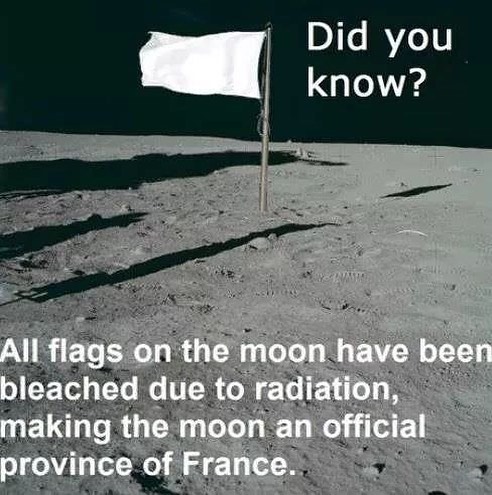 Did you
know?
All flags on the moon have been
bleached due to radiation,
making the moon an official
province of France.